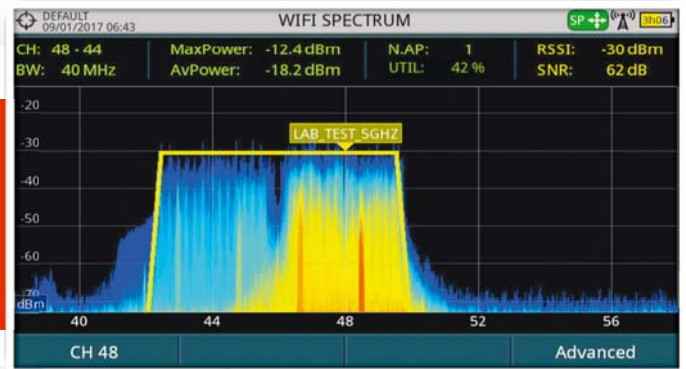 DEFAULT
09/01/2017 06:43
WIFI SPECTRUM
SP
3h06
CH: 48 - 44
MaxPower: -12.4 dBm
N.AP: 1
RSSI: -30 dBm
BW: 40 MHz
AvPower: -18.2 dBm
UTIL: 42 %
SNR: 62 dB
-20
LAB_TEST_5GHZ
-30
-40
-50
-60
-70
dBm
40 44 48 52 56
CH 48
Advanced